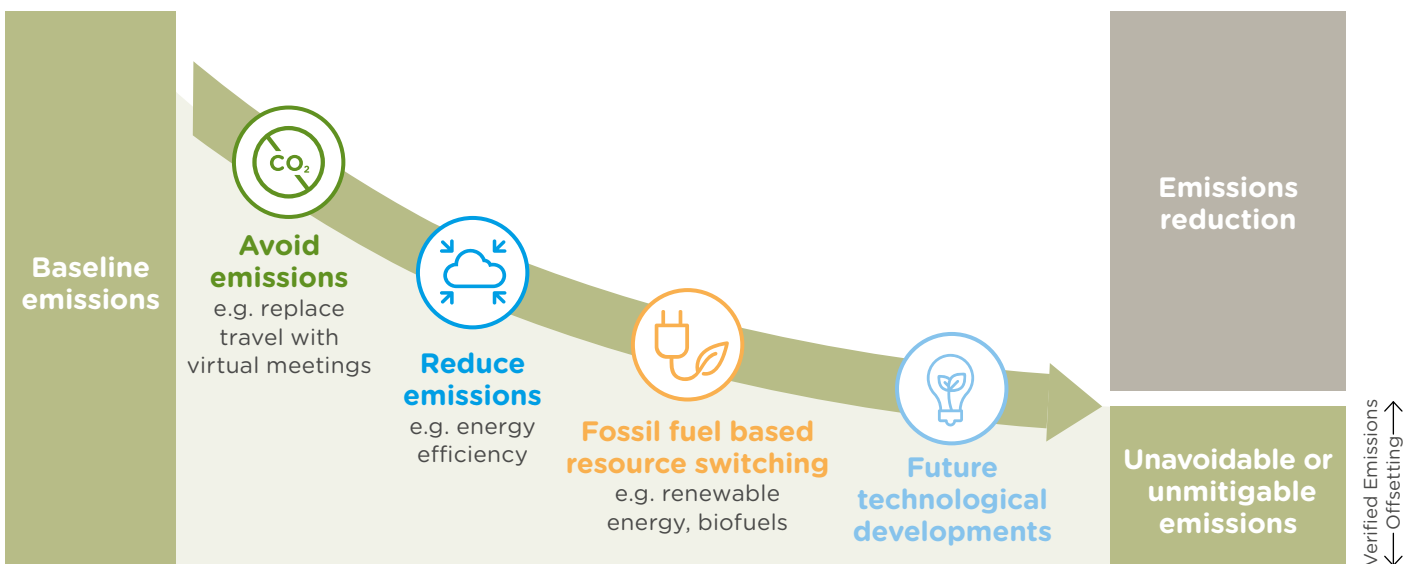 Baseline
emissions
CO₂
Avoid
emissions
e.g. replace
travel with
virtual meetings
Reduce
emissions
e.g. energy
efficiency
Fossil fuel based
resource switching
e.g. renewable
energy, biofuels
Future
technological
developments
Emissions
reduction
Unavoidable or
unmitigable
emissions
Verified Emissions
Offsetting